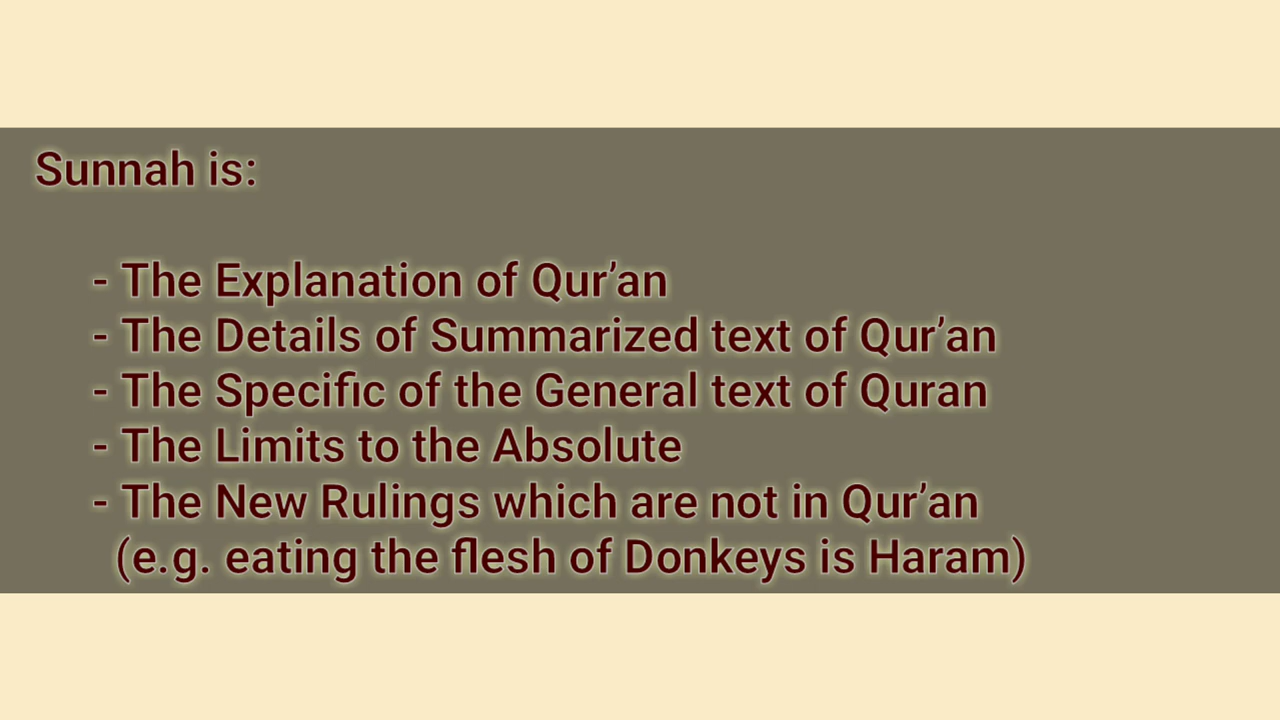 Sunnah is:
- The Explanation of Qur’an
- The Details of Summarized text of Qur’an
- The Specific of the General text of Quran
- The Limits to the Absolute
- The New Rulings which are not in Qur’an
(e.g. eating the flesh of Donkeys is Haram)